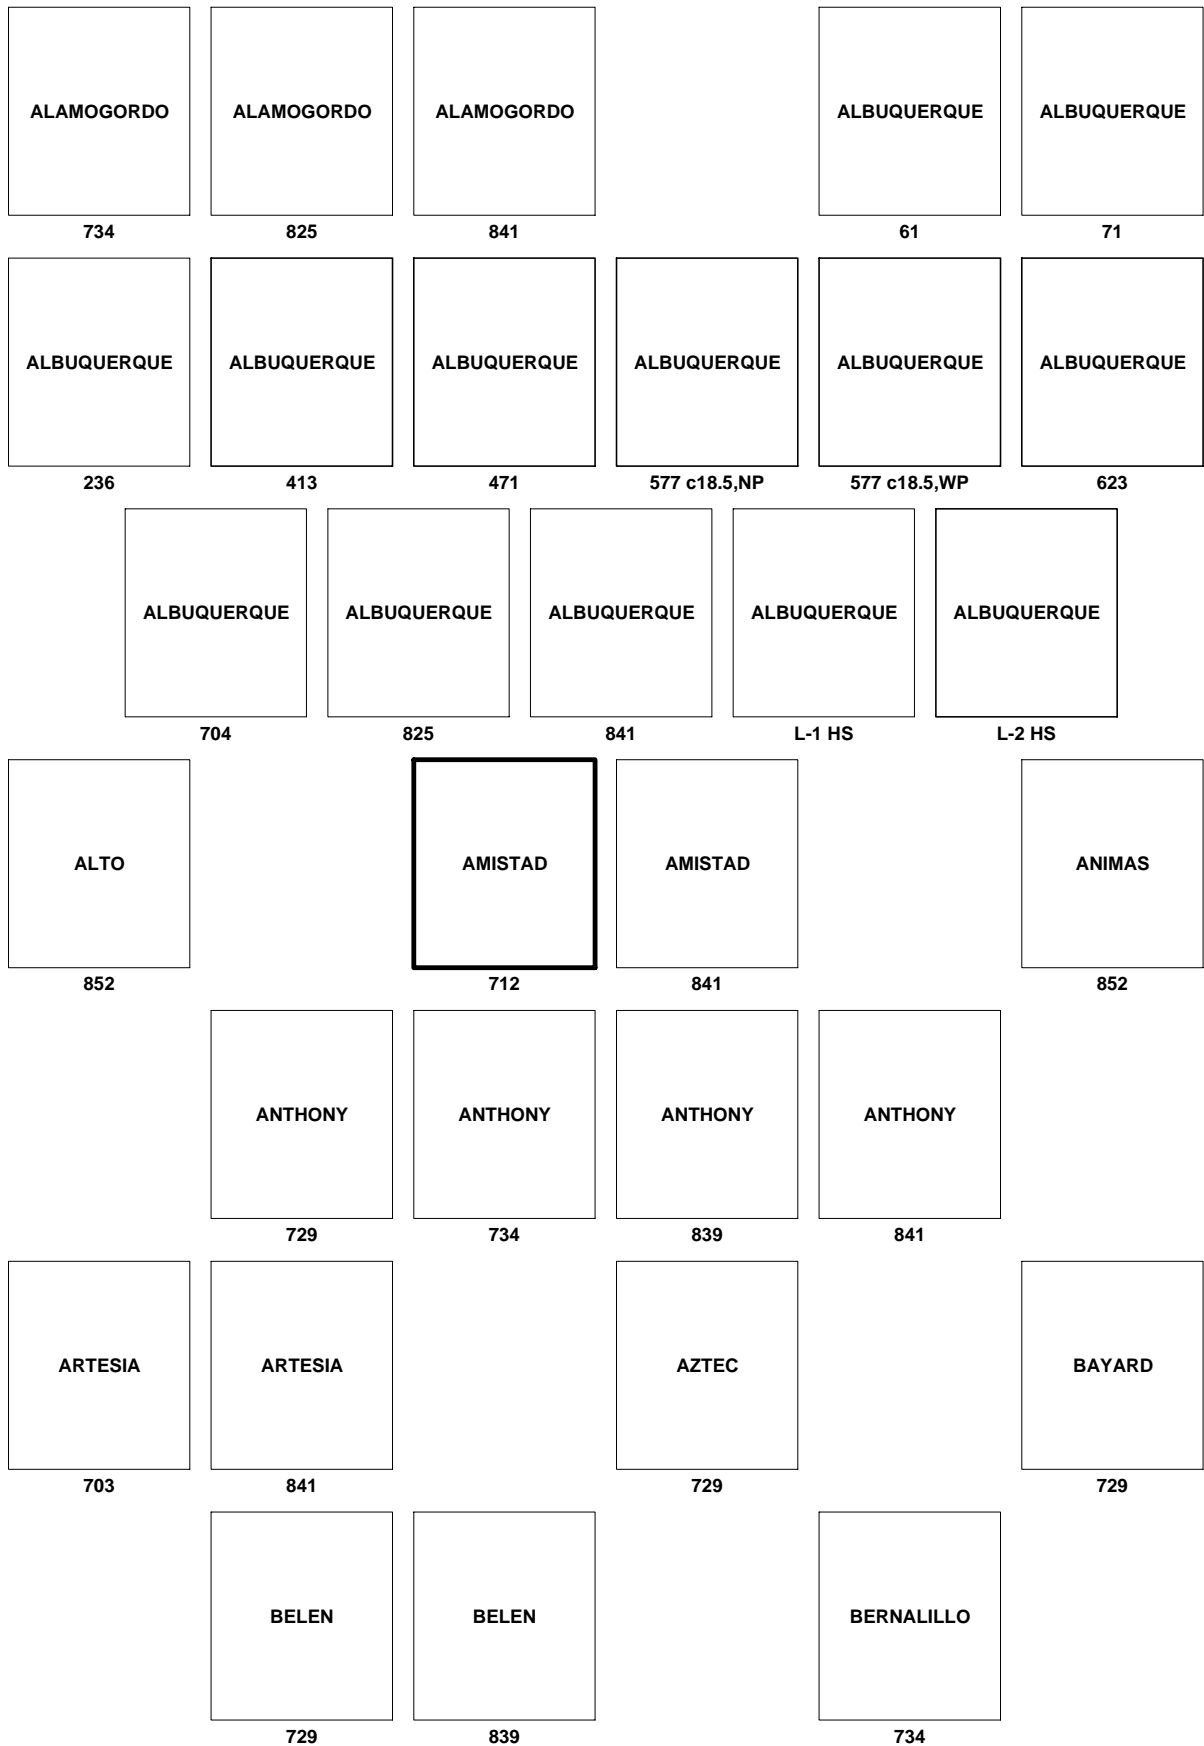 ALAMOGORDO ALAMOGORDO ALAMOGORDO ALBUQUERQUE ALBUQUERQUE
734 825 841 61 71
ALBUQUERQUE ALBUQUERQUE ALBUQUERQUE ALBUQUERQUE ALBUQUERQUE ALBUQUERQUE
236 413 471 577 c18.5,NP 577 c18.5,WP 623
ALBUQUERQUE ALBUQUERQUE ALBUQUERQUE ALBUQUERQUE ALBUQUERQUE
704 825 841 L-1 HS L-2 HS
ALTO AMISTAD AMISTAD ANIMAS
852 712 841 852
ANTHONY ANTHONY ANTHONY ANTHONY
729 734 839 841
ARTESIA ARTESIA AZTEC BAYARD
703 841 729 729
BELEN BELEN BERNALILLO
729 839 734